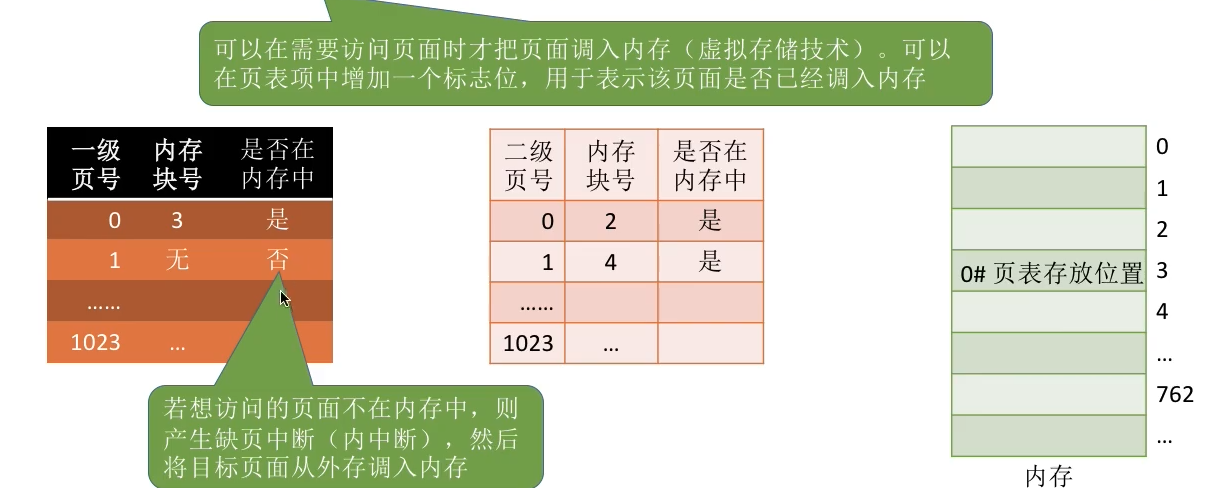 可以在需要访问页面时才把页面调入内存（虚拟存储技术）。可以
在页表项中增加一个标志位，用于表示该页面是否已经调入内存
一级页号 内存块号 是否在内存中
0 3 是
1 无 否
……
1023 …
二级页号 内存块号 是否在内存中
0 2 是
1 4 是
……
1023 …
0
1
2
0# 页表存放位置 3
4
…
762
…
内存
若想访问的页面不在内存中，则
产生缺页中断（内中断），然后
将目标页面从外存调入内存